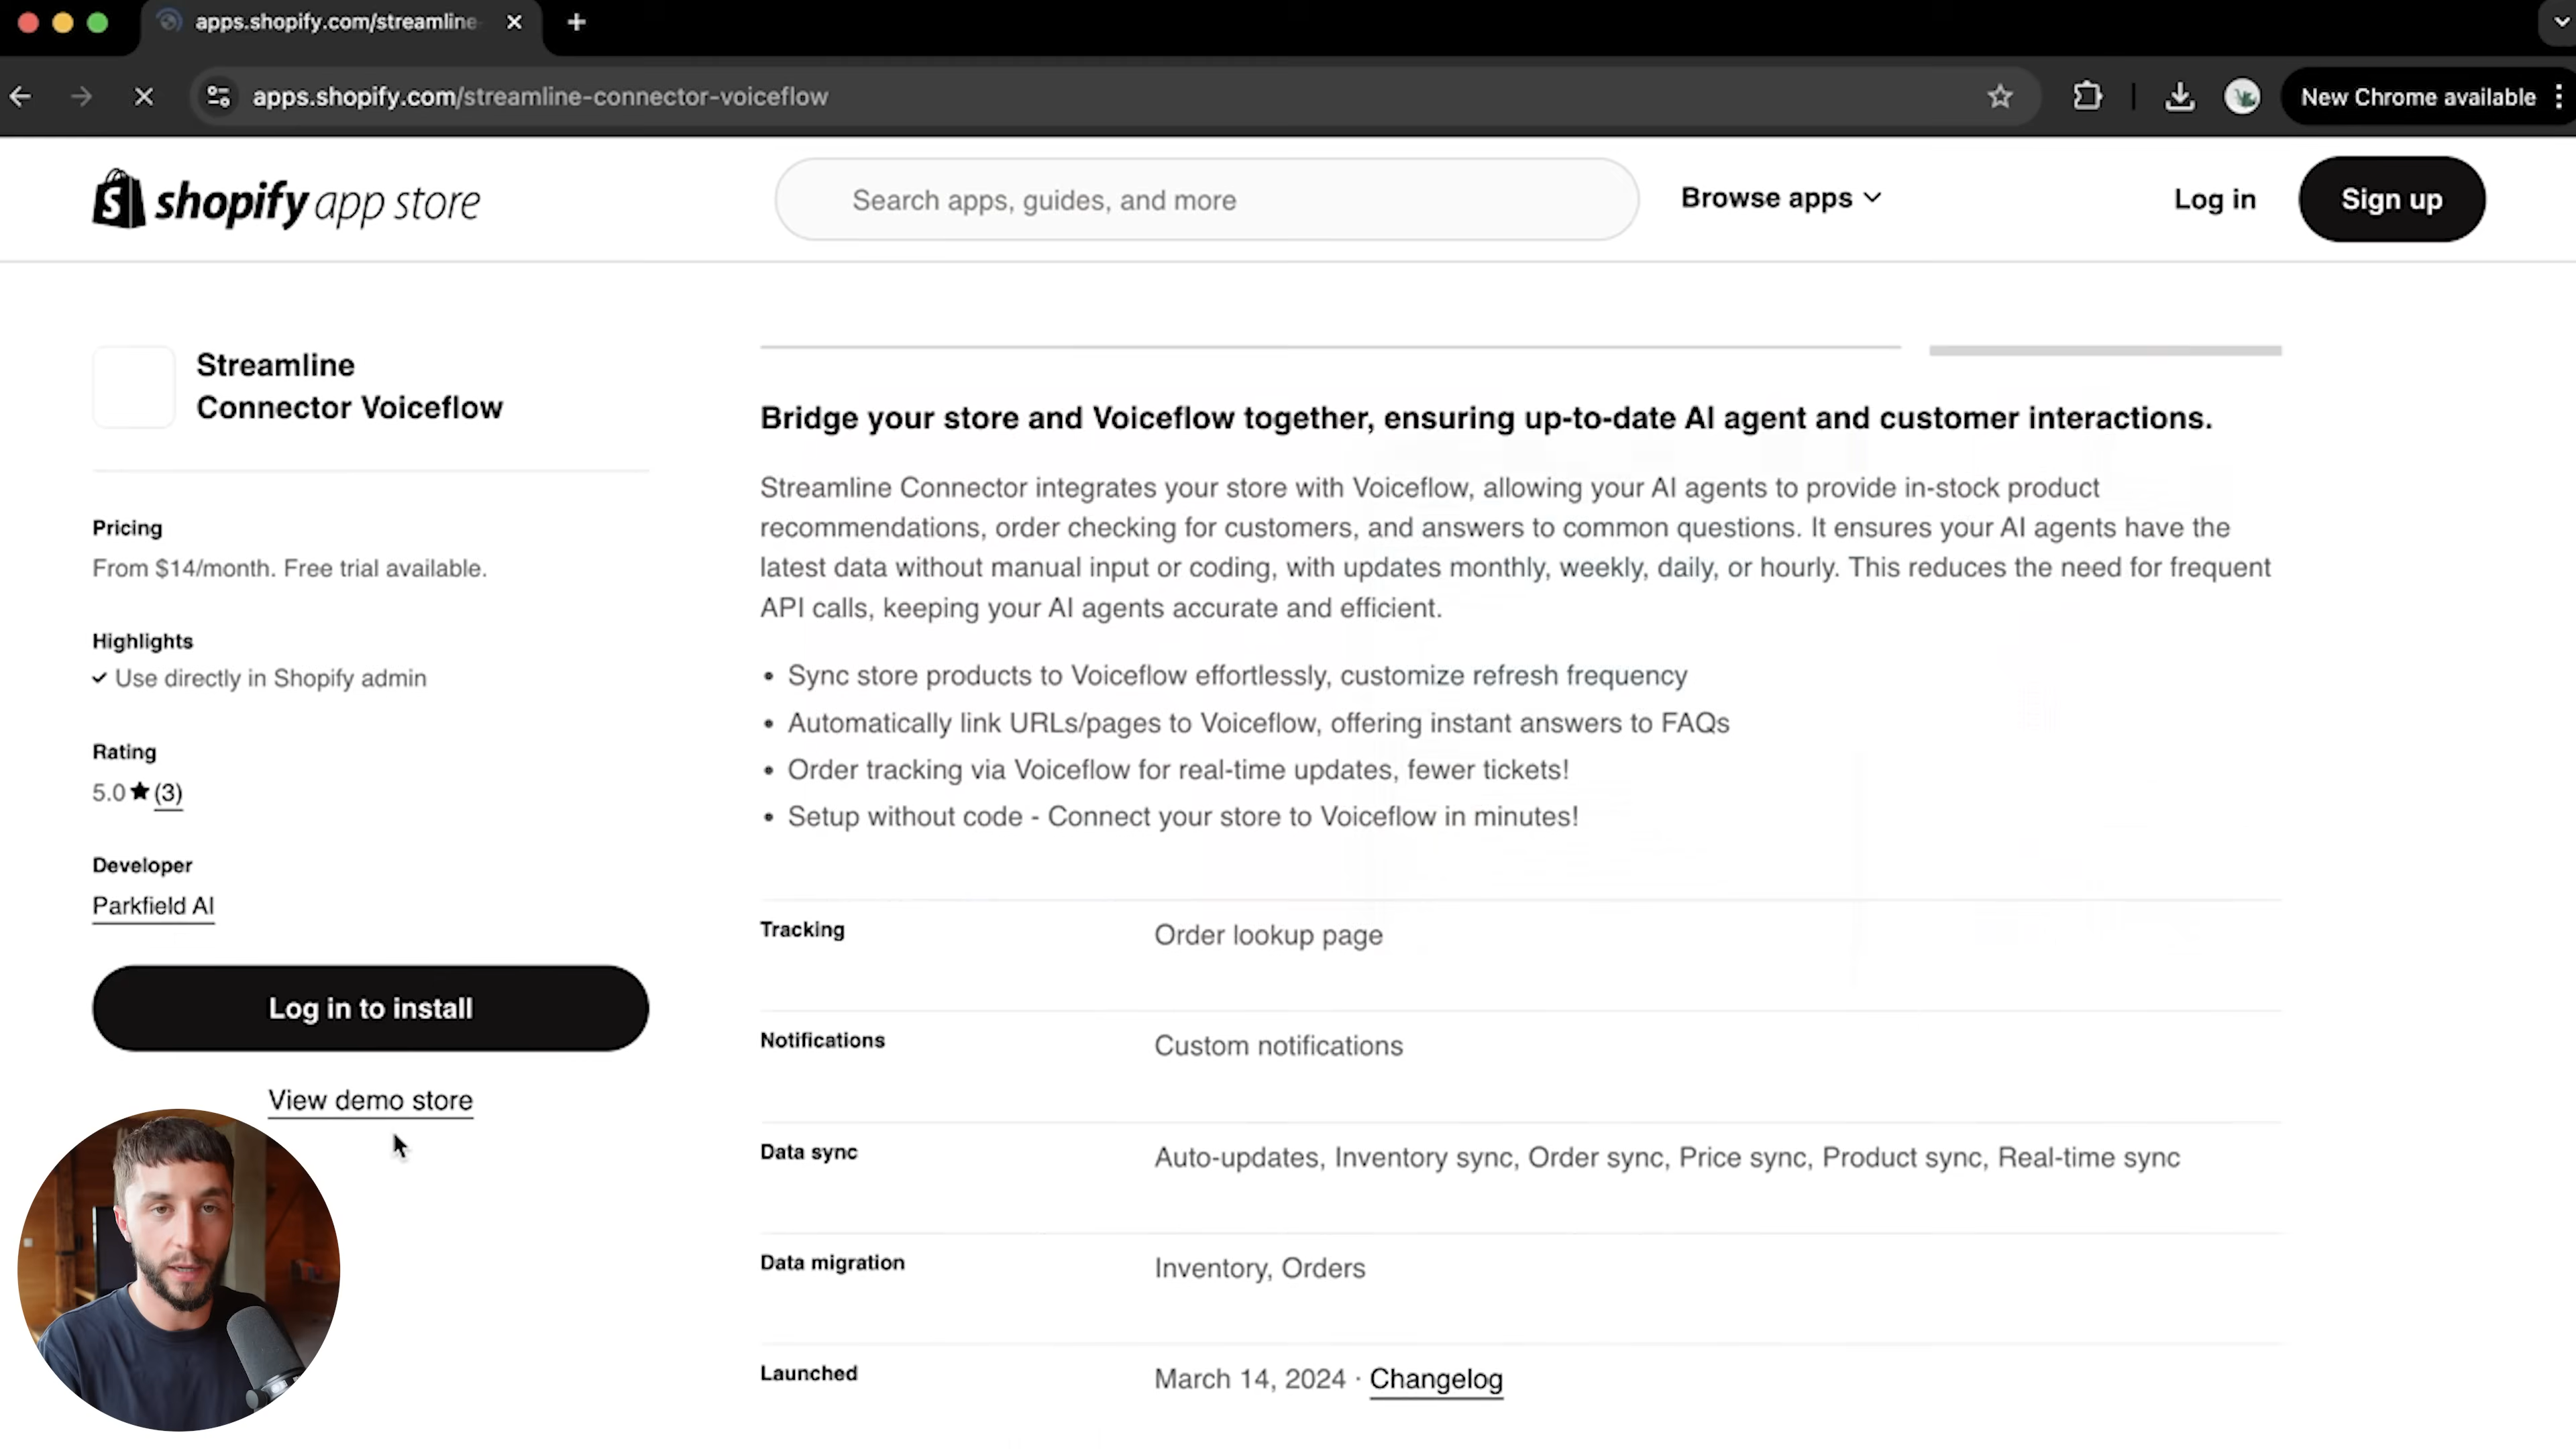 apps.shopify.com/streamline-
apps.shopify.com/streamline-connector-voiceflow
New Chrome available
shopify app store
Search apps, guides, and more
Browse apps
Log in
Sign up
Streamline
Connector Voiceflow
Pricing
From $14/month. Free trial available.
Highlights
Use directly in Shopify admin
Rating
5.0★(3)
Developer
Parkfield AI
Log in to install
View demo store
Bridge your store and Voiceflow together, ensuring up-to-date AI agent and customer interactions.
Streamline Connector integrates your store with Voiceflow, allowing your AI agents to provide in-stock product
recommendations, order checking for customers, and answers to common questions. It ensures your AI agents have the
latest data without manual input or coding, with updates monthly, weekly, daily, or hourly. This reduces the need for frequent
API calls, keeping your AI agents accurate and efficient.
• Sync store products to Voiceflow effortlessly, customize refresh frequency
• Automatically link URLs/pages to Voiceflow, offering instant answers to FAQs
• Order tracking via Voiceflow for real-time updates, fewer tickets!
• Setup without code - Connect your store to Voiceflow in minutes!
Tracking
Order lookup page
Notifications
Custom notifications
Data sync
Auto-updates, Inventory sync, Order sync, Price sync, Product sync, Real-time sync
Data migration
Inventory, Orders
Launched
March 14, 2024 · Changelog